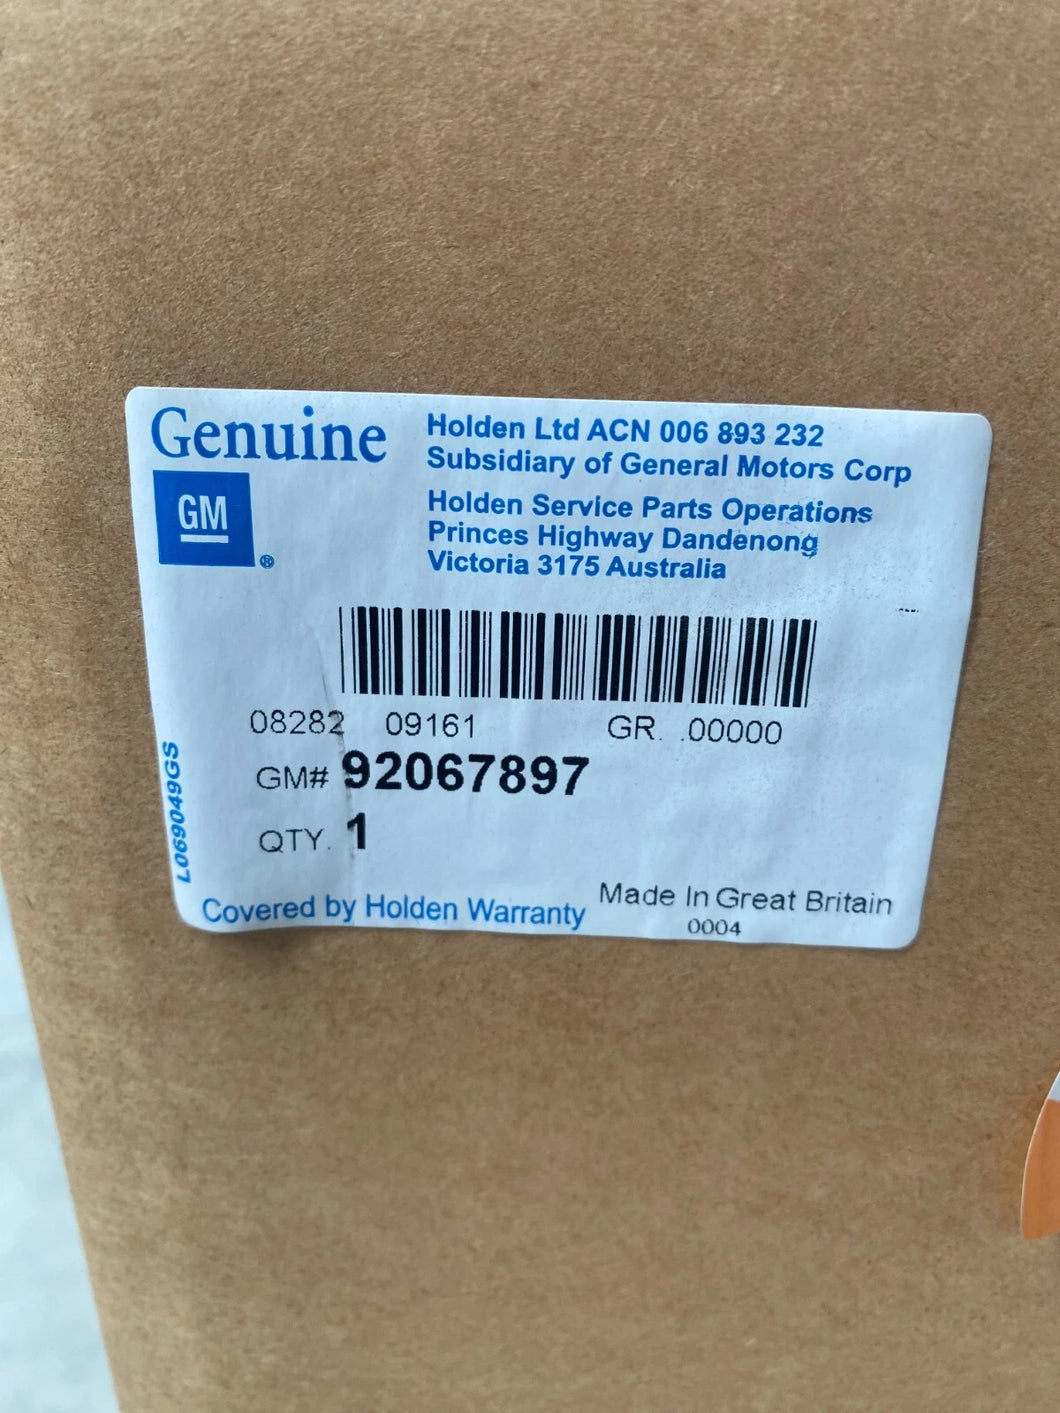 Genuine
GM
®
Holden Ltd ACN 006 893 232
Subsidiary of General Motors Corp
Holden Service Parts Operations
Princes Highway Dandenong
Victoria 3175 Australia
08282 09161 GR. .00000
GM# 92067897
QTY. 1
L069049GS
Covered by Holden Warranty
Made In Great Britain
0004